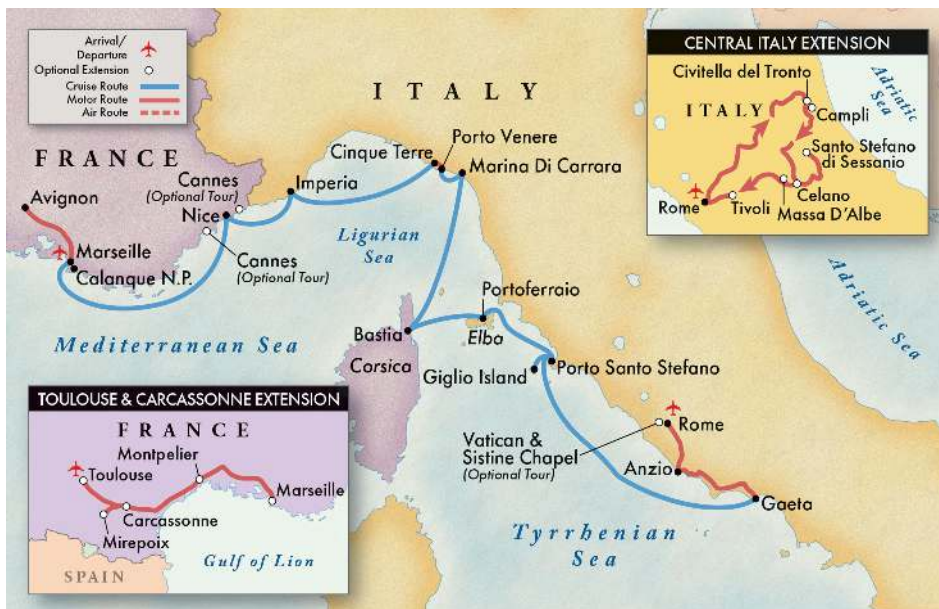 Arrival/
Departure
Optional Extension
Cruise Route
Motor Route
Air Route
ITALY
FRANCE
Avignon
Marseille
Calanque N.P.
Cannes
(Optional Tour)
Nice
Cannes
(Optional Tour)
Imperia
Cinque Terre
Porto Venere
Marina Di Carrara
Ligurian
Sea
Mediterranean Sea
Bastia
Corsica
Portoferraio
Elba
Giglio Island
Porto Santo Stefano
Vatican &
Sistine Chapel
(Optional Tour)
Rome
Anzio
Gaeta
Tyrrhenian
Sea
Adriatic Sea
CENTRAL ITALY EXTENSION
Civitella del Tronto
ITALY
Campli
Santo Stefano
di Sessanio
Celano
Massa D'Albe
Tivoli
Rome
Adriatic
Sea
TOULOUSE & CARCASSONNE EXTENSION
FRANCE
Montpelier
Toulouse
Marseille
Carcassonne
Mirepoix
Gulf of Lion
SPAIN